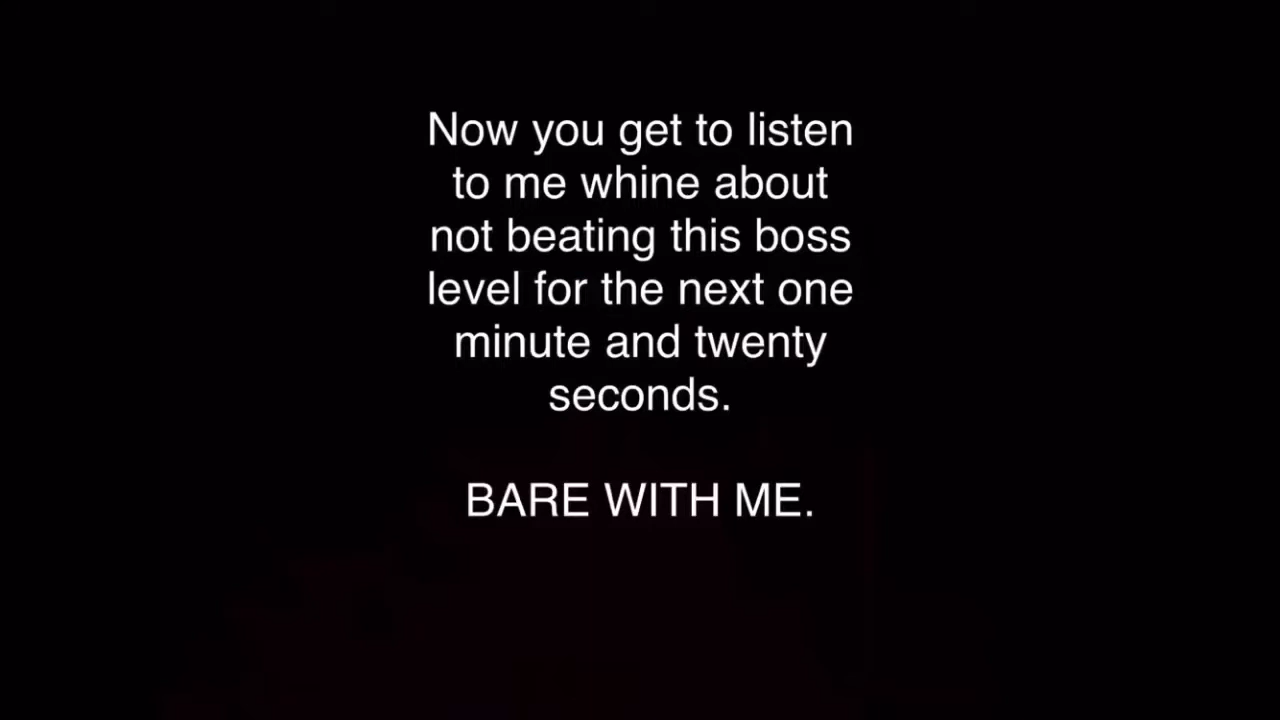 Now you get to listen
to me whine about
not beating this boss
level for the next one
minute and twenty
seconds.
BARE WITH ME.